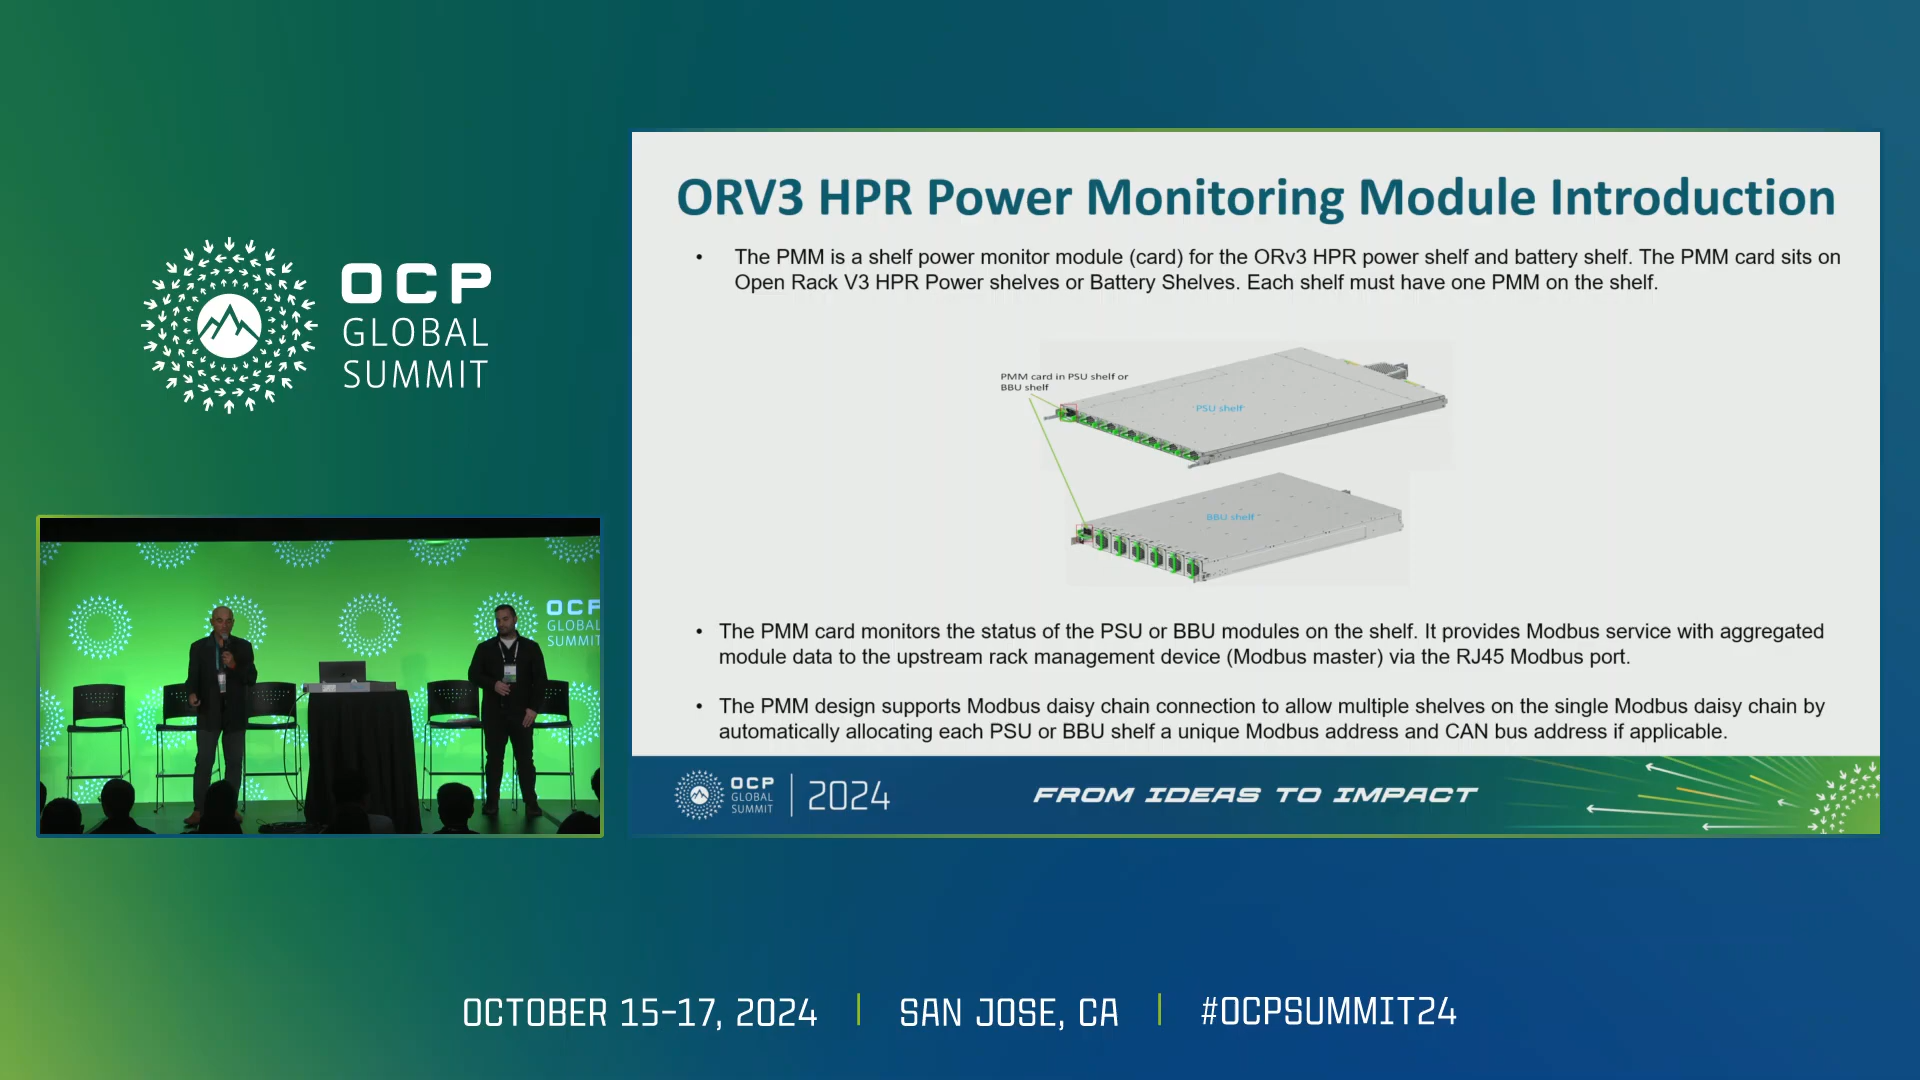 OCP
GLOBAL
SUMMIT
OCP
GLOBAL
SUMMIT
ORV3 HPR Power Monitoring Module Introduction
• The PMM is a shelf power monitor module (card) for the ORv3 HPR power shelf and battery shelf. The PMM card sits on
Open Rack V3 HPR Power shelves or Battery Shelves. Each shelf must have one PMM on the shelf.
PMM card in PSU shelf or
BBU shelf
PSU shelf
BBU shelf
• The PMM card monitors the status of the PSU or BBU modules on the shelf. It provides Modbus service with aggregated
module data to the upstream rack management device (Modbus master) via the RJ45 Modbus port.
• The PMM design supports Modbus daisy chain connection to allow multiple shelves on the single Modbus daisy chain by
automatically allocating each PSU or BBU shelf a unique Modbus address and CAN bus address if applicable.
OCP
GLOBAL
SUMMIT
2024
FROM IDEAS TO IMPACT
OCTOBER 15-17, 2024 | SAN JOSE, CA | #OCPSUMMIT24